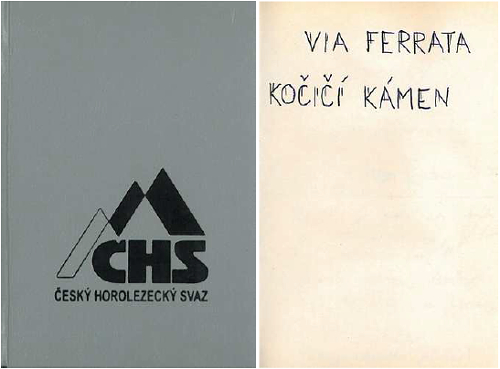 ČHS
ČESKÝ HOROLEZECKÝ SVAZ
VIA FERRATA
KOČIČÍ KÁMEN